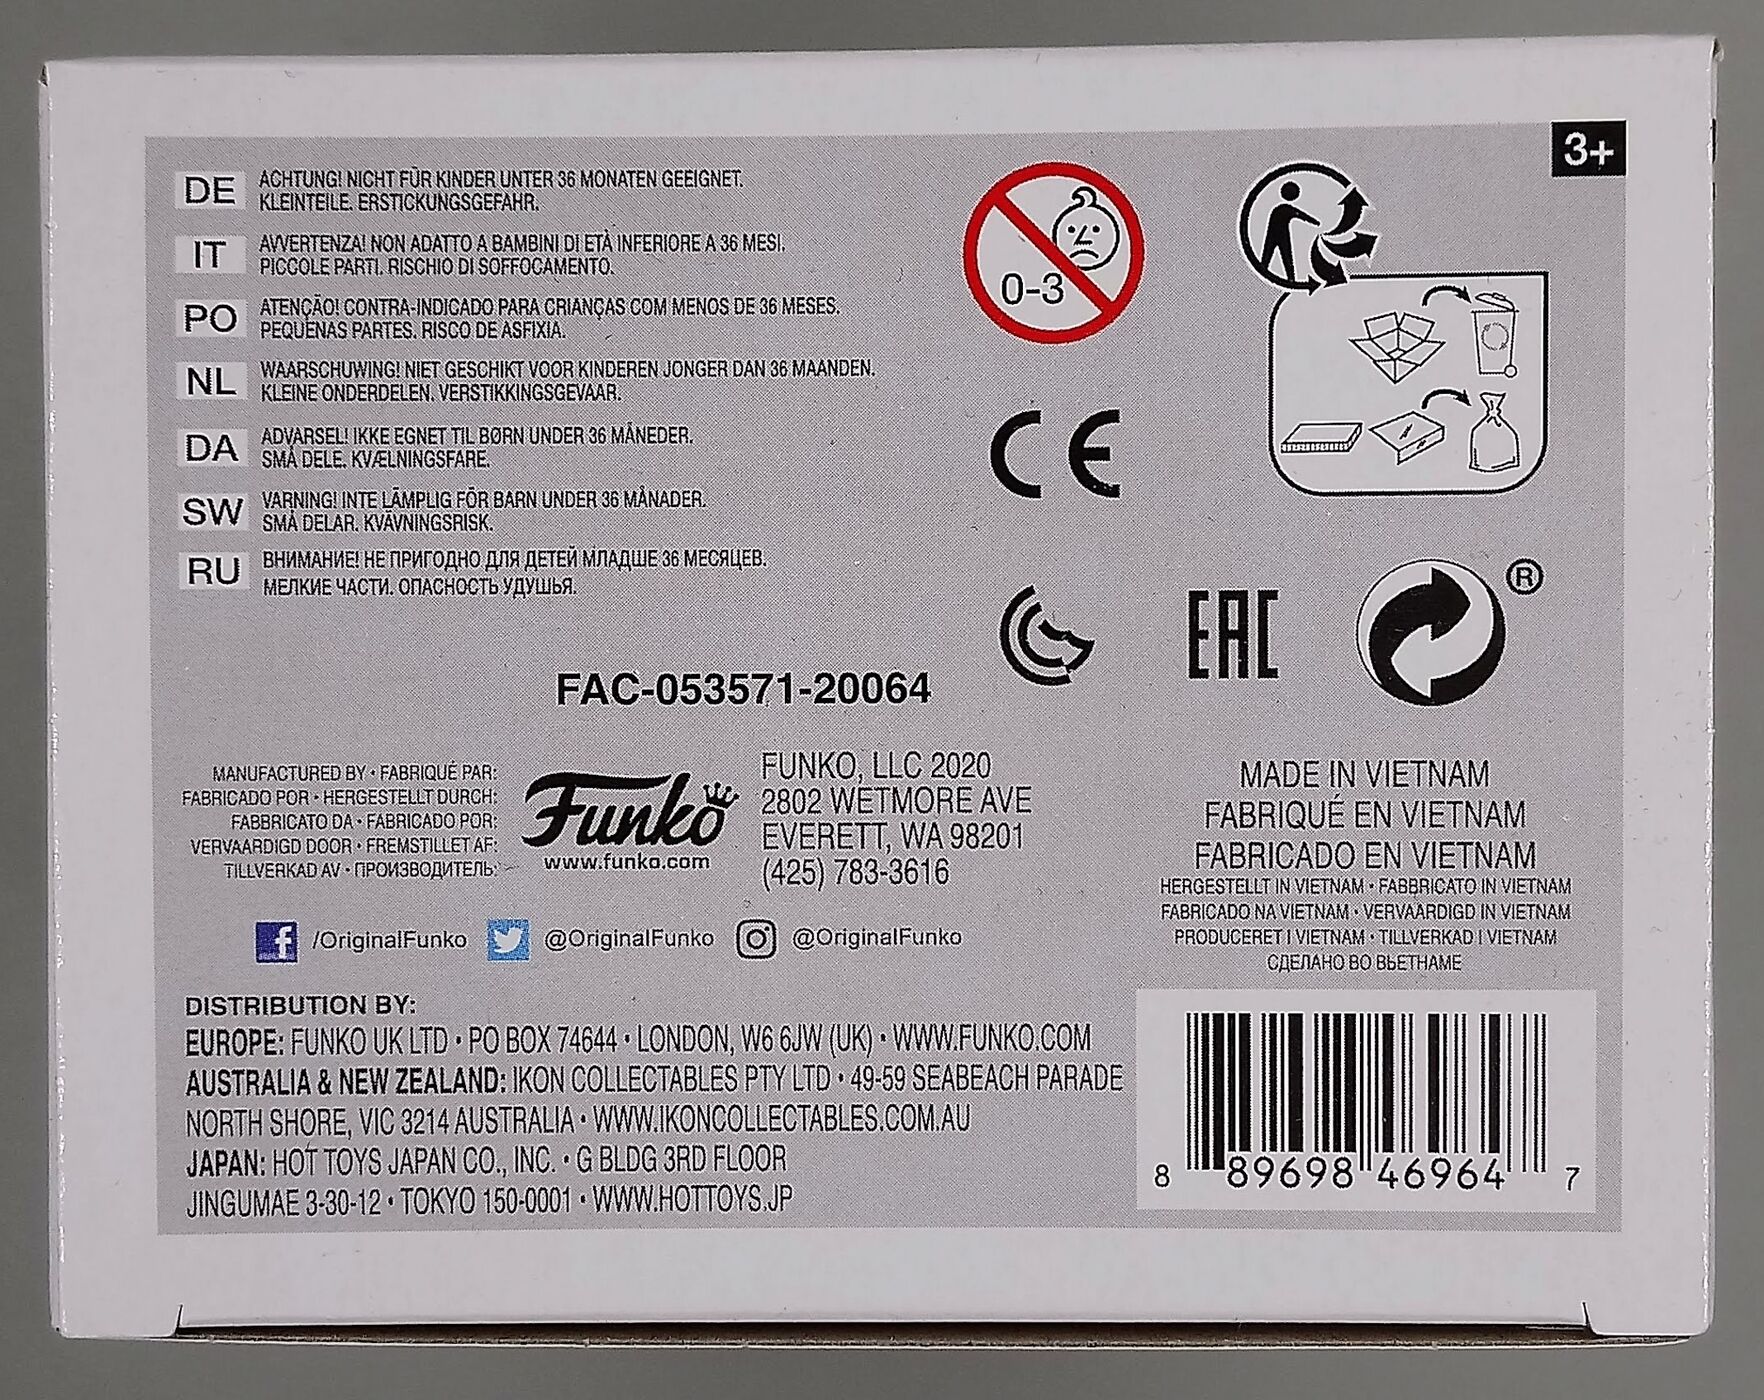 3+
DE ACHTUNG! NICHT FÜR KINDER UNTER 36 MONATEN GEEIGNET.
KLEINTEILE. ERSTICKUNGSGEFAHR.
IT AVVERTENZA! NON ADATTO A BAMBINI DI ETÀ INFERIORE A 36 MESI.
PICCOLE PARTI. RISCHIO DI SOFFOCAMENTO.
PO ATENÇÃO! CONTRA-INDICADO PARA CRIANÇAS COM MENOS DE 36 MESES.
PEQUENAS PARTES. RISCO DE ASFIXIA.
NL WAARSCHUWING! NIET GESCHIKT VOOR KINDEREN JONGER DAN 36 MAANDEN.
KLEINE ONDERDELEN. VERSTIKKINGSGEVAAR.
DA ADVARSEL! IKKE EGNET TIL BØRN UNDER 36 MÅNEDER.
SMÅ DELE. KVÆLNINGSFARE.
SW VARNING! INTE LÄMPLIG FÖR BARN UNDER 36 MÅNADER.
SMÅ DELAR. KVÄVNINGSRISK.
RU ВНИМАНИЕ! НЕ ПРИГОДНО ДЛЯ ДЕТЕЙ МЛАДШЕ 36 МЕСЯЦЕВ.
МЕЛКИЕ ЧАСТИ. ОПАСНОСТЬ УДУШЬЯ.
0-3
CE
EAC
®
FAC-053571-20064
MANUFACTURED BY • FABRIQUÉ PAR:
FABRICADO POR • HERGESTELLT DURCH:
FABBRICATO DA • FABRICADO POR:
VERVAARDIGD DOOR • FREMSTILLET AF:
TILLVERKAD AV • ПРОИЗВОДИТЕЛЬ:
Funko
www.funko.com
FUNKO, LLC 2020
2802 WETMORE AVE
EVERETT, WA 98201
(425) 783-3616
MADE IN VIETNAM
FABRIQUÉ EN VIETNAM
FABRICADO EN VIETNAM
HERGESTELLT IN VIETNAM • FABBRICATO IN VIETNAM
FABRICADO NA VIETNAM • VERVAARDIGD IN VIETNAM
PRODUCERET I VIETNAM • TILLVERKAD I VIETNAM
СДЕЛАНО ВО ВЬЕТНАМЕ
/OriginalFunko @OriginalFunko @OriginalFunko
DISTRIBUTION BY:
EUROPE: FUNKO UK LTD • PO BOX 74644 • LONDON, W6 6JW (UK) • WWW.FUNKO.COM
AUSTRALIA & NEW ZEALAND: IKON COLLECTABLES PTY LTD • 49-59 SEABEACH PARADE
NORTH SHORE, VIC 3214 AUSTRALIA • WWW.IKONCOLLECTABLES.COM.AU
JAPAN: HOT TOYS JAPAN CO., INC. • G BLDG 3RD FLOOR
JINGUMAE 3-30-12 • TOKYO 150-0001 • WWW.HOTTOYS.JP
8 89698 46964 7